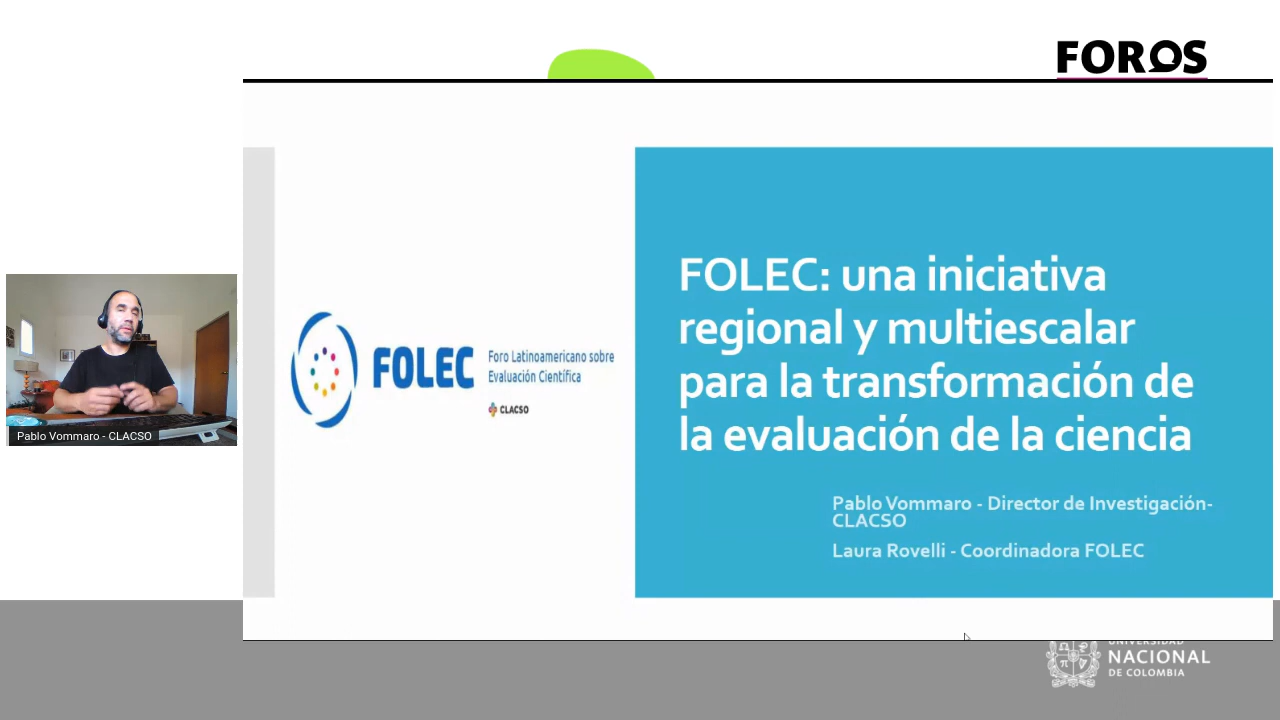 FOROS
FOLEC: una iniciativa
regional y multiescalar
para la transformación de
la evaluación de la ciencia
FOLEC
Foro Latinoamericano sobre
Evaluación Científica
CLACSO
Pablo Vommaro - CLACSO
Pablo Vommaro - Director de Investigación-
CLACSO
Laura Rovelli - Coordinadora FOLEC
UNIVERSIDAD
NACIONAL
DE COLOMBIA